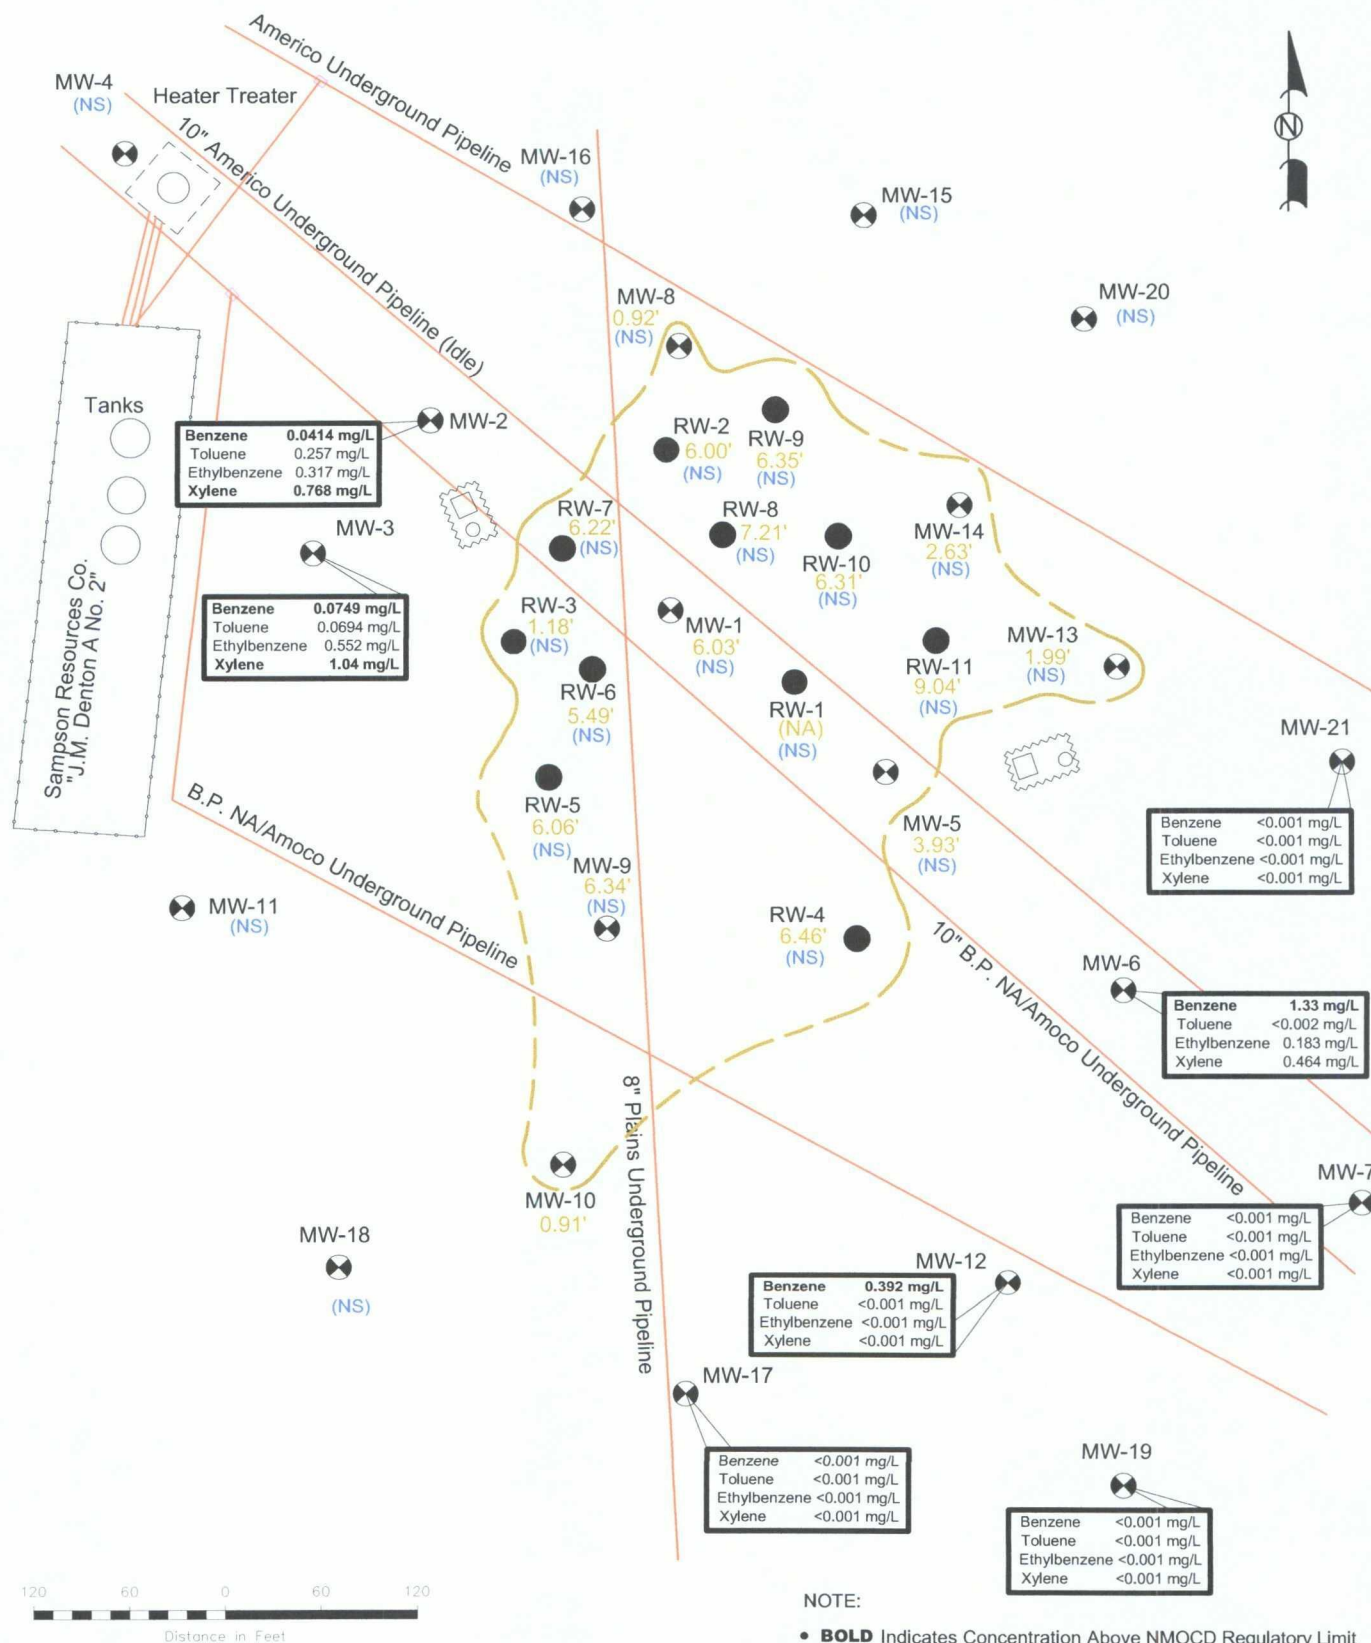 Americo Underground Pipeline
MW-4
(NS)
Heater Treater
10" Americo Underground Pipeline (Idle)
MW-16
(NS)
N
MW-15
(NS)
MW-20
(NS)
MW-8
0.92'
(NS)
Tanks
MW-2
Benzene 0.0414 mg/L
Toluene 0.257 mg/L
Ethylbenzene 0.317 mg/L
Xylene 0.768 mg/L
RW-2
6.00'
(NS)
RW-9
6.35'
(NS)
RW-7
6.22'
(NS)
RW-8
7.21'
(NS)
RW-10
6.31'
(NS)
MW-14
2.63'
(NS)
MW-3
Benzene 0.0749 mg/L
Toluene 0.0694 mg/L
Ethylbenzene 0.552 mg/L
Xylene 1.04 mg/L
Sampson Resources Co.
"J.M. Denton A No. 2"
RW-3
1.18'
(NS)
MW-1
6.03'
(NS)
RW-6
5.49'
(NS)
RW-1
(NA)
(NS)
RW-11
9.04'
(NS)
MW-13
1.99'
(NS)
MW-21
Benzene <0.001 mg/L
Toluene <0.001 mg/L
Ethylbenzene <0.001 mg/L
Xylene <0.001 mg/L
RW-5
6.06'
(NS)
MW-5
3.93'
(NS)
B.P. NA/Amoco Underground Pipeline
MW-9
6.34'
(NS)
MW-11
(NS)
RW-4
6.46'
(NS)
10" B.P. NA/Amoco Underground Pipeline
MW-6
Benzene 1.33 mg/L
Toluene <0.002 mg/L
Ethylbenzene 0.183 mg/L
Xylene 0.464 mg/L
8" Plains Underground Pipeline
MW-10
0.91'
MW-7
Benzene <0.001 mg/L
Toluene <0.001 mg/L
Ethylbenzene <0.001 mg/L
Xylene <0.001 mg/L
MW-18
(NS)
MW-12
Benzene 0.392 mg/L
Toluene <0.001 mg/L
Ethylbenzene <0.001 mg/L
Xylene <0.001 mg/L
MW-17
Benzene <0.001 mg/L
Toluene <0.001 mg/L
Ethylbenzene <0.001 mg/L
Xylene <0.001 mg/L
MW-19
Benzene <0.001 mg/L
Toluene <0.001 mg/L
Ethylbenzene <0.001 mg/L
Xylene <0.001 mg/L
120 60 0 60 120
Distance in Feet
NOTE:
• BOLD Indicates Concentration Above NMOCD Regulatory Limit